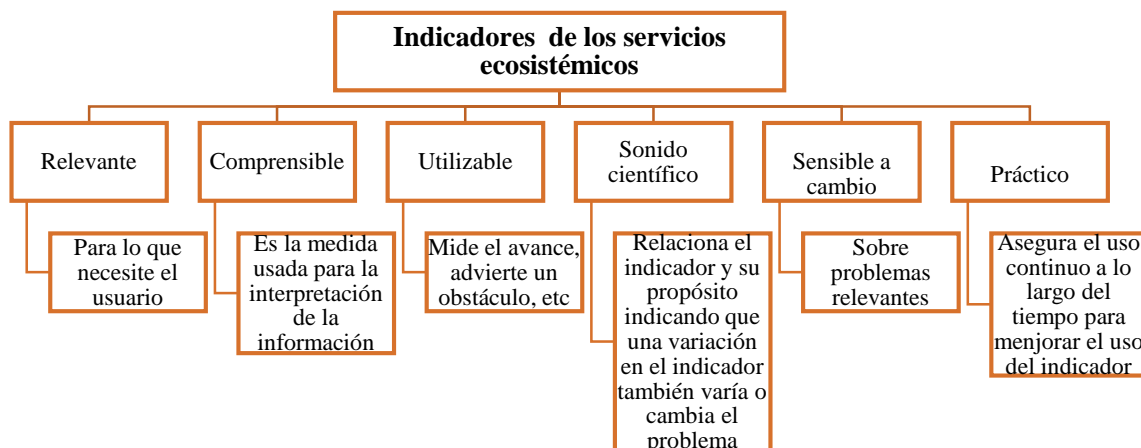 Indicadores de los servicios
ecosistémicos
Relevante
Comprensible
Utilizable
Sonido
científico
Sensible a
cambio
Práctico
Para lo que
necesite el
usuario
Es la medida
usada para la
interpretación
de la
información
Mide el avance,
advierte un
obstáculo, etc
Relaciona el
indicador y su
propósito
indicando que
una variación
en el indicador
también varía o
cambia el
problema
Sobre
problemas
relevantes
Asegura el uso
continuo a lo
largo del
tiempo para
menjorar el uso
del indicador